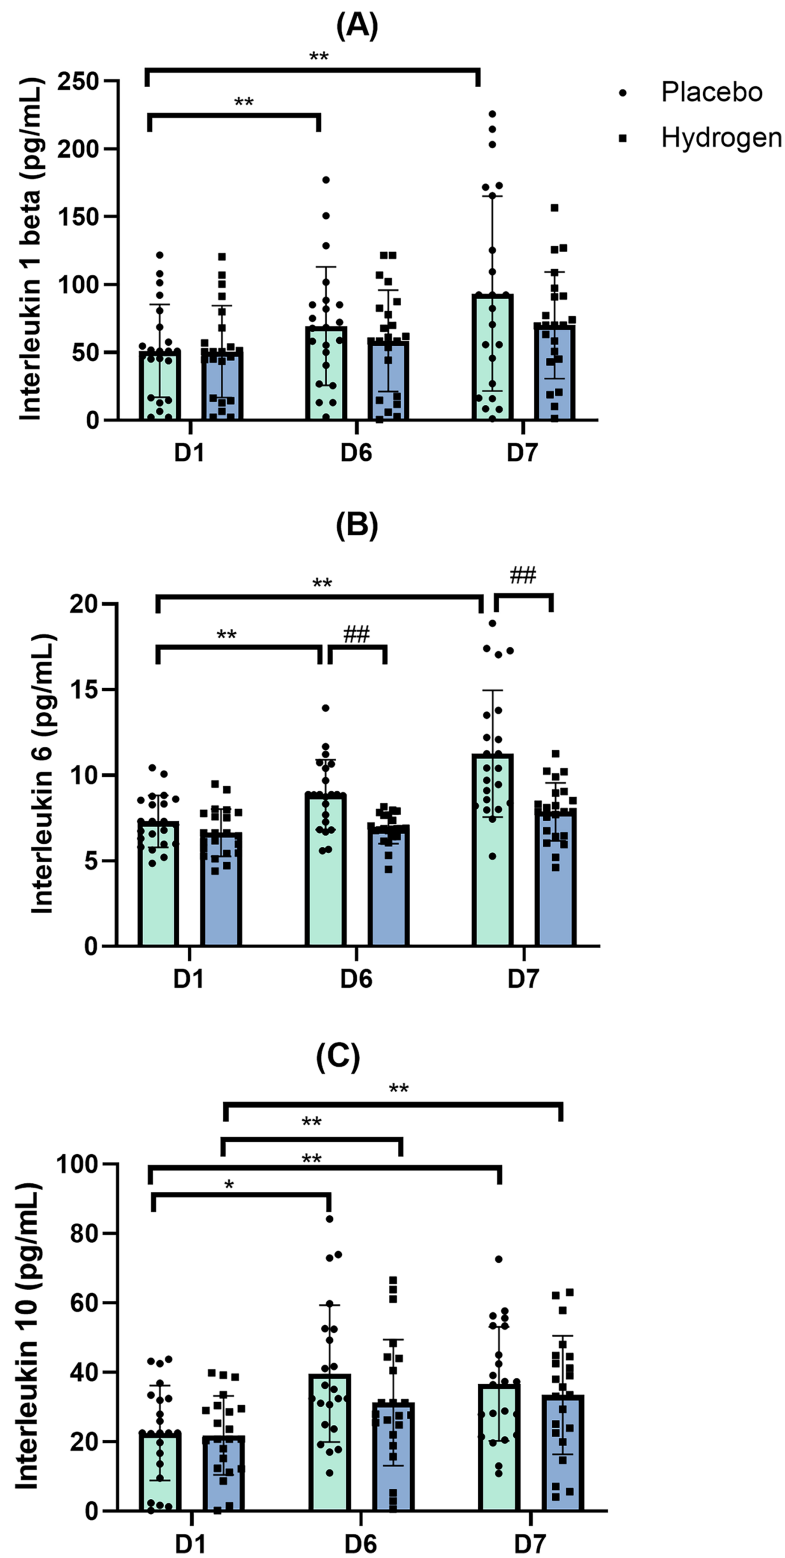 (A)
**
**
Interleukin 1 beta (pg/mL)
250
200
150
100
50
0
D1 D6 D7
Placebo
Hydrogen
(B)
**
##
**
##
Interleukin 6 (pg/mL)
20
15
10
5
0
D1 D6 D7
(C)
**
**
**
*
Interleukin 10 (pg/mL)
100
80
60
40
20
0
D1 D6 D7